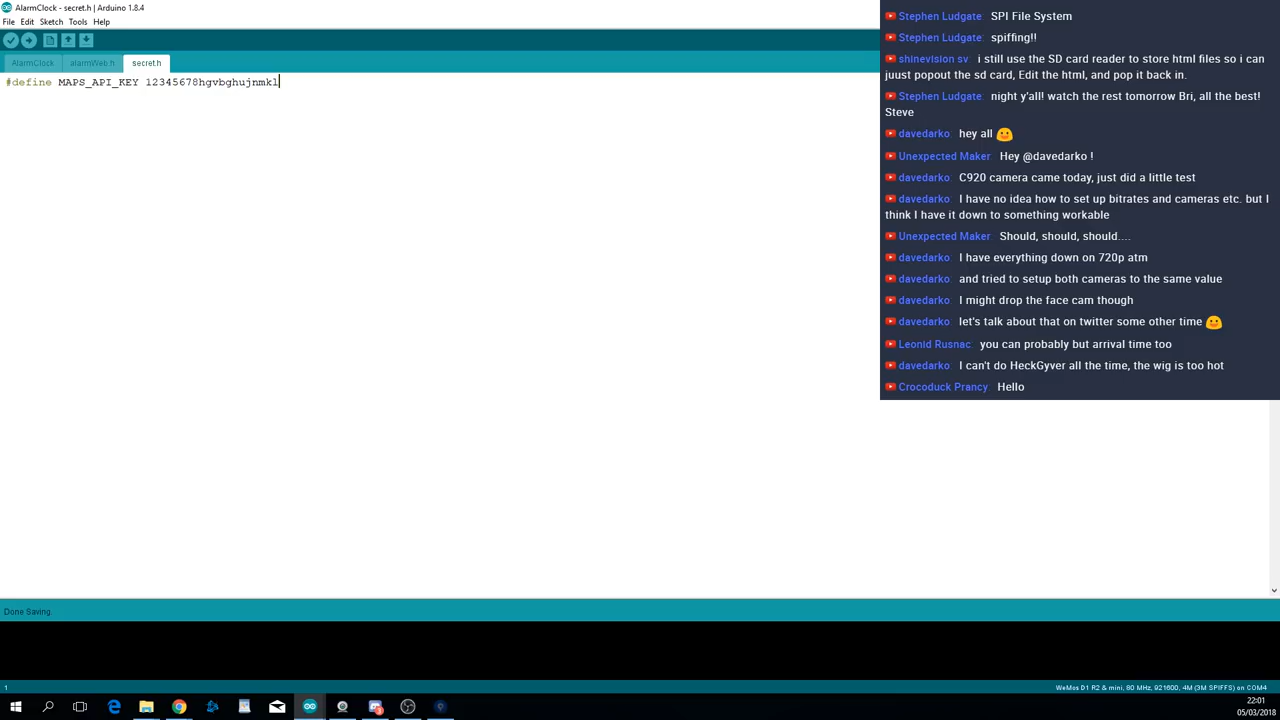 AlarmClock - secret.h | Arduino 1.8.4
File Edit Sketch Tools Help
AlarmClock alarmWeb.h secret.h
#define MAPS_API_KEY 12345678hgvbghujnmkl
Stephen Ludgate: SPI File System
Stephen Ludgate: spiffing!!
shinevision sv: i still use the SD card reader to store html files so i can
juust popout the sd card, Edit the html, and pop it back in.
Stephen Ludgate: night y'all! watch the rest tomorrow Bri, all the best!
Steve
davedarko: hey all
Unexpected Maker: Hey @davedarko !
davedarko: C920 camera came today, just did a little test
davedarko: I have no idea how to set up bitrates and cameras etc. but I
think I have it down to something workable
Unexpected Maker: Should, should, should....
davedarko: I have everything down on 720p atm
davedarko: and tried to setup both cameras to the same value
davedarko: I might drop the face cam though
davedarko: let's talk about that on twitter some other time
Leonid Rusnac: you can probably but arrival time too
davedarko: I can't do HeckGyver all the time, the wig is too hot
Crocoduck Prancy: Hello
Done Saving.
1
WeMos D1 R2 & mini, 80 MHz, 921600, 4M (3M SPIFFS) on COM4
22:01
05/03/2018